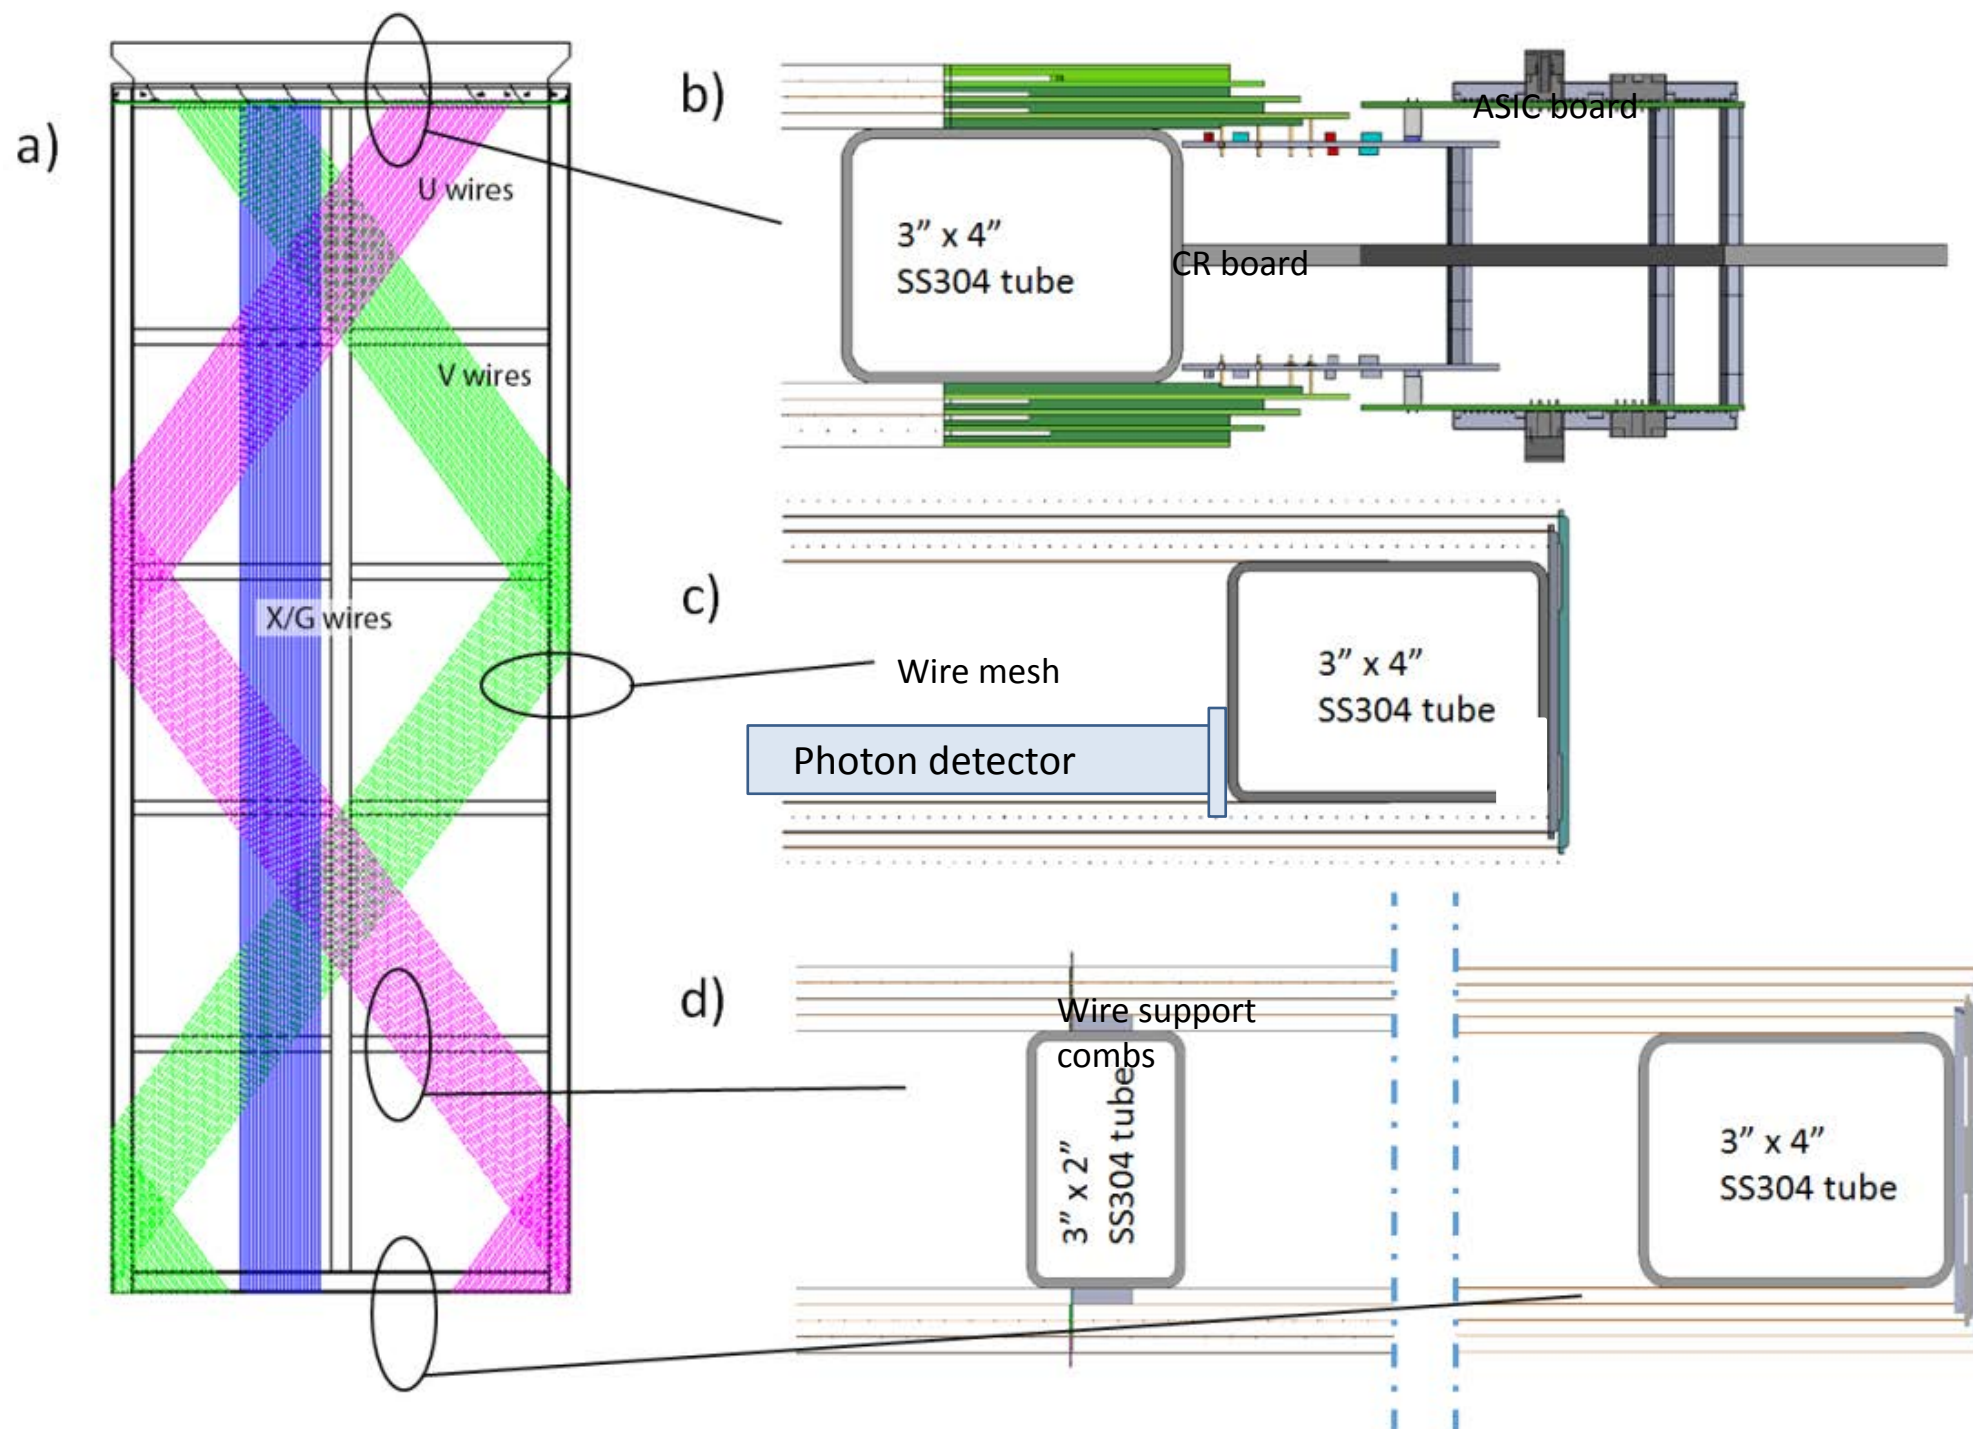 a)
U wires
V wires
X/G wires
b)
ASIC board
3” x 4”
SS304 tube
CR board
c)
Wire mesh
3” x 4”
SS304 tube
Photon detector
d)
Wire support
combs
3” x 2”
SS304 tube
3” x 4”
SS304 tube